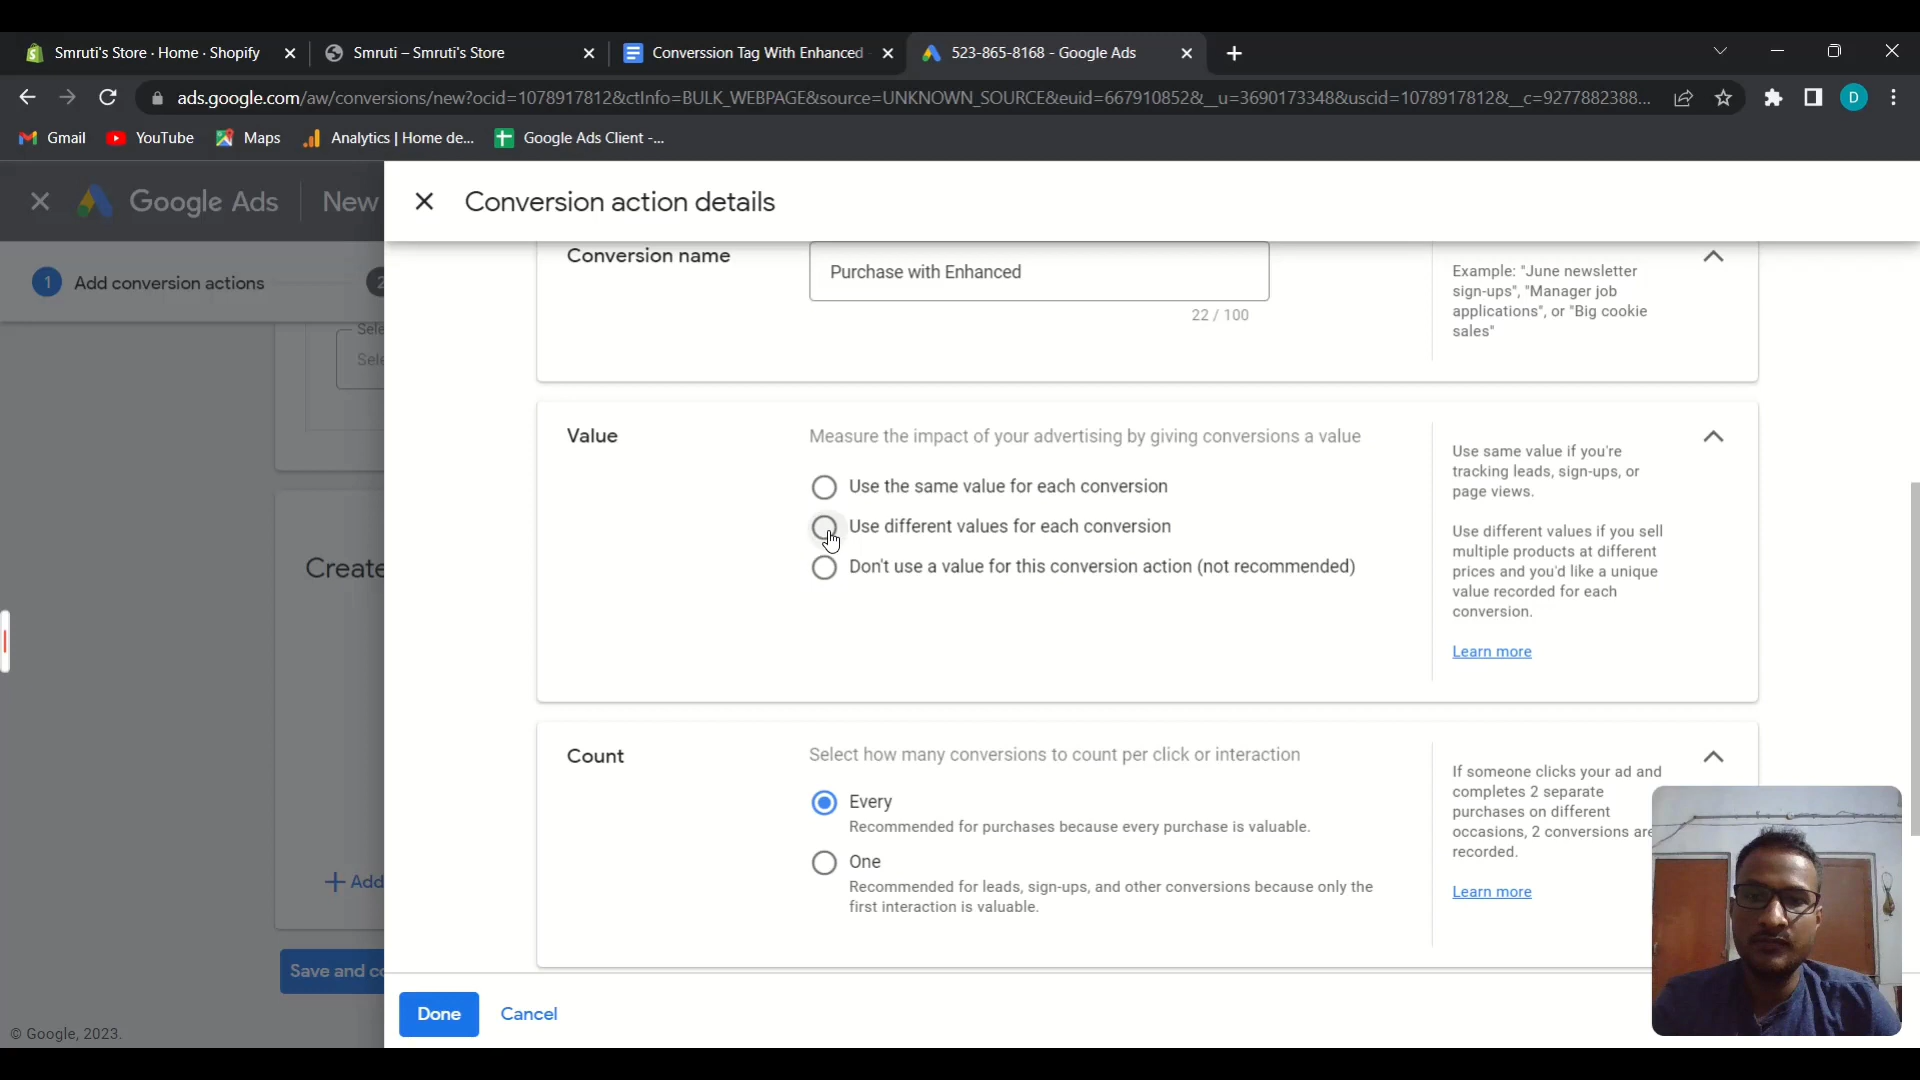 Smruti's Store · Home · Shopify
Smruti – Smruti's Store
Converssion Tag With Enhanced
523-865-8168 - Google Ads
ads.google.com/aw/conversions/new?ocid=1078917812&ctInfo=BULK_WEBPAGE&source=UNKNOWN_SOURCE&euid=667910852&__u=3690173348&uscid=1078917812&__c=9277882388...
D
Gmail
YouTube
Maps
Analytics | Home de...
Google Ads Client -...
Google Ads
New
Conversion action details
1
Add conversion actions
2
Sele
Sele
Create
Add
Save and co
© Google, 2023.
Conversion name
Purchase with Enhanced
22 / 100
Example: "June newsletter
sign-ups", "Manager job
applications", or "Big cookie
sales"
Value
Measure the impact of your advertising by giving conversions a value
Use the same value for each conversion
Use different values for each conversion
Don't use a value for this conversion action (not recommended)
Use same value if you're
tracking leads, sign-ups, or
page views.
Use different values if you sell
multiple products at different
prices and you'd like a unique
value recorded for each
conversion.
Learn more
Count
Select how many conversions to count per click or interaction
Every
Recommended for purchases because every purchase is valuable.
One
Recommended for leads, sign-ups, and other conversions because only the
first interaction is valuable.
If someone clicks your ad and
completes 2 separate
purchases on different
occasions, 2 conversions are
recorded.
Learn more
Done
Cancel